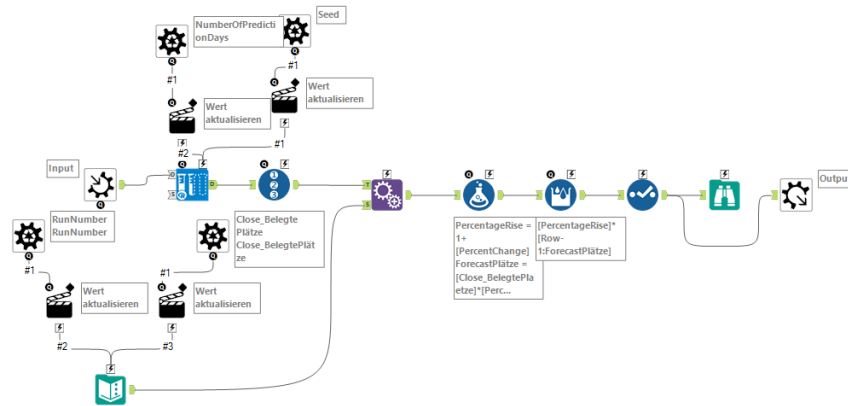 NumberOfPredicti
onDays
Seed
#1
#1
Wert
aktualisieren
Wert
aktualisieren
#2
#1
Input
RunNumber
RunNumber
Close_Belegte
Plätze
Close_BelegtePlät
ze
#1
#1
Wert
aktualisieren
Wert
aktualisieren
#2
#3
PercentageRise =
1+
[PercentChange]
ForecastPlätze =
[Close_BelegtePla
etze]*[Perc...
[PercentageRise]*
[Row-
1:ForecastPlätze]
Output